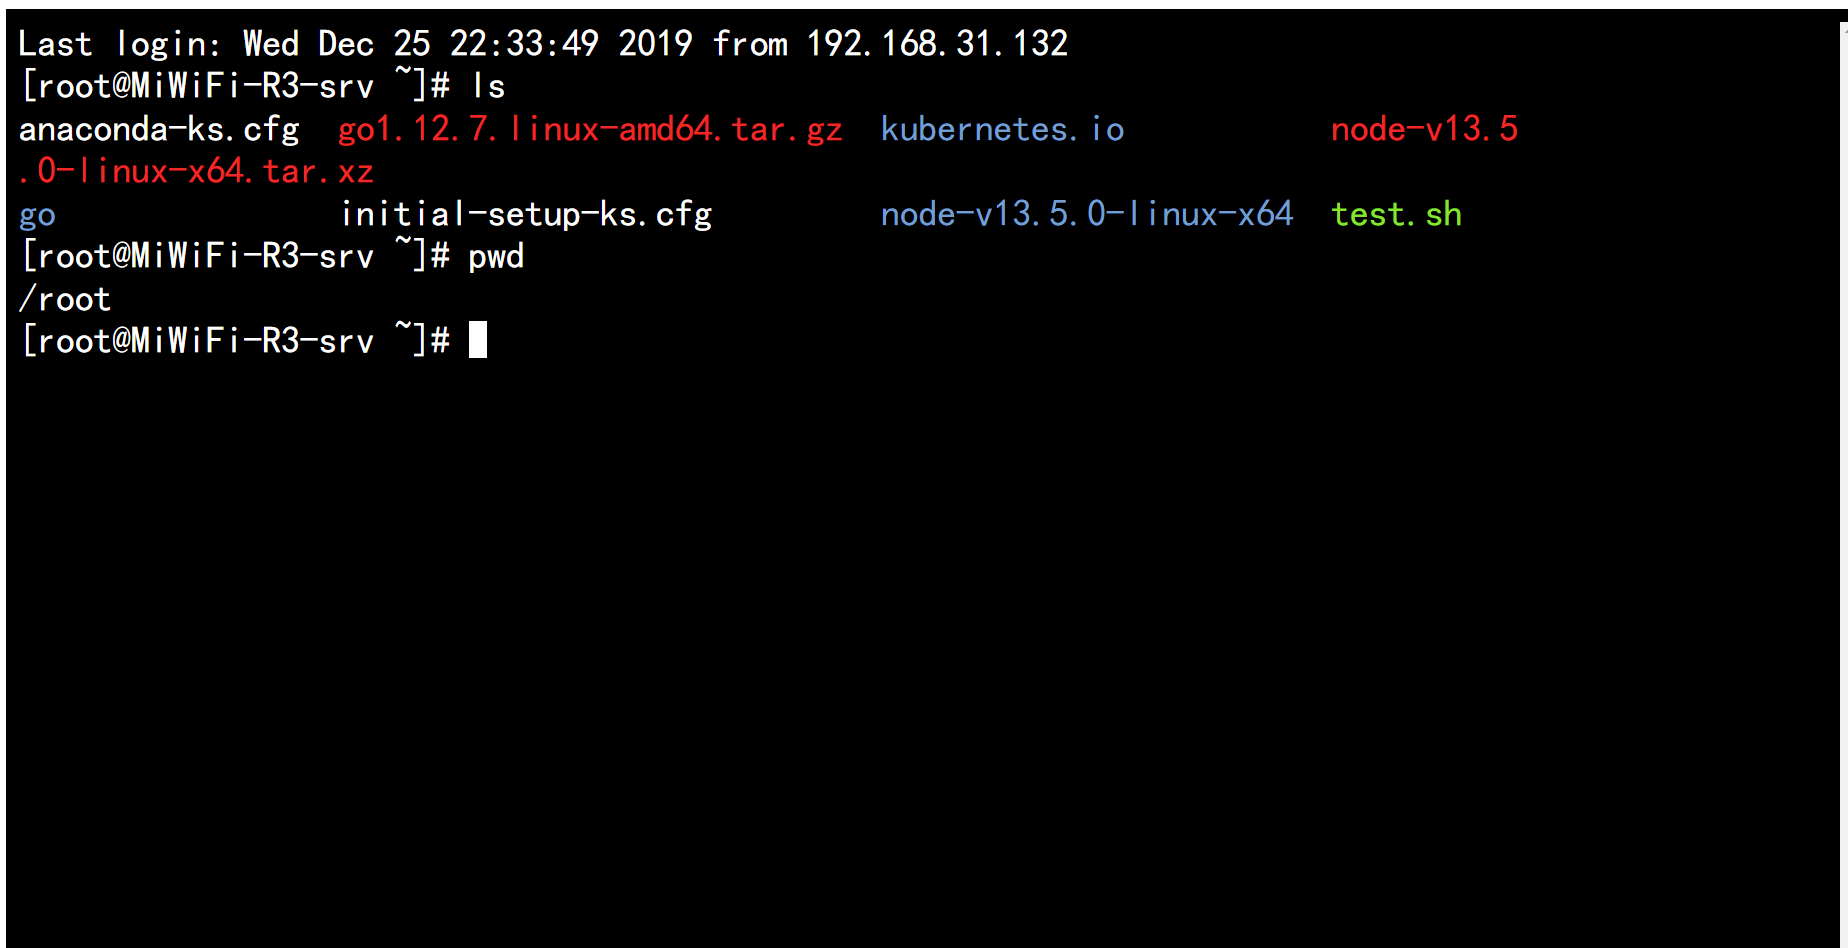 Last login: Wed Dec 25 22:33:49 2019 from 192.168.31.132
[root@MiWiFi-R3-srv ~]# ls
anaconda-ks.cfg  go1.12.7.linux-amd64.tar.gz  kubernetes.io           node-v13.5
.0-linux-x64.tar.xz
go               initial-setup-ks.cfg         node-v13.5.0-linux-x64  test.sh
[root@MiWiFi-R3-srv ~]# pwd
/root
[root@MiWiFi-R3-srv ~]#